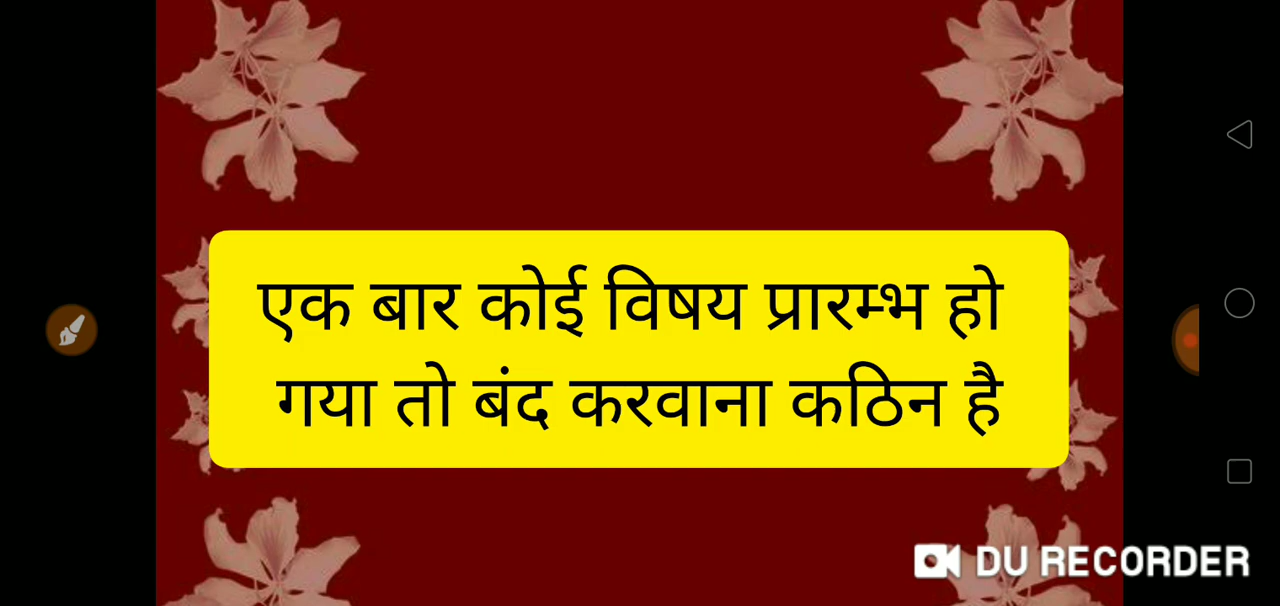 एक बार कोई विषय प्रारम्भ हो
गया तो बंद करवाना कठिन है
DU RECORDER